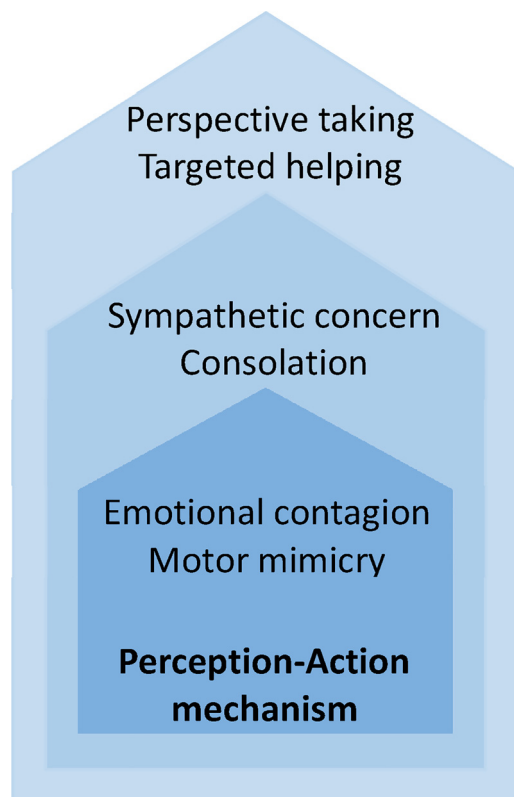 Perspective taking
Targeted helping
Sympathetic concern
Consolation
Emotional contagion
Motor mimicry
Perception-Action
mechanism